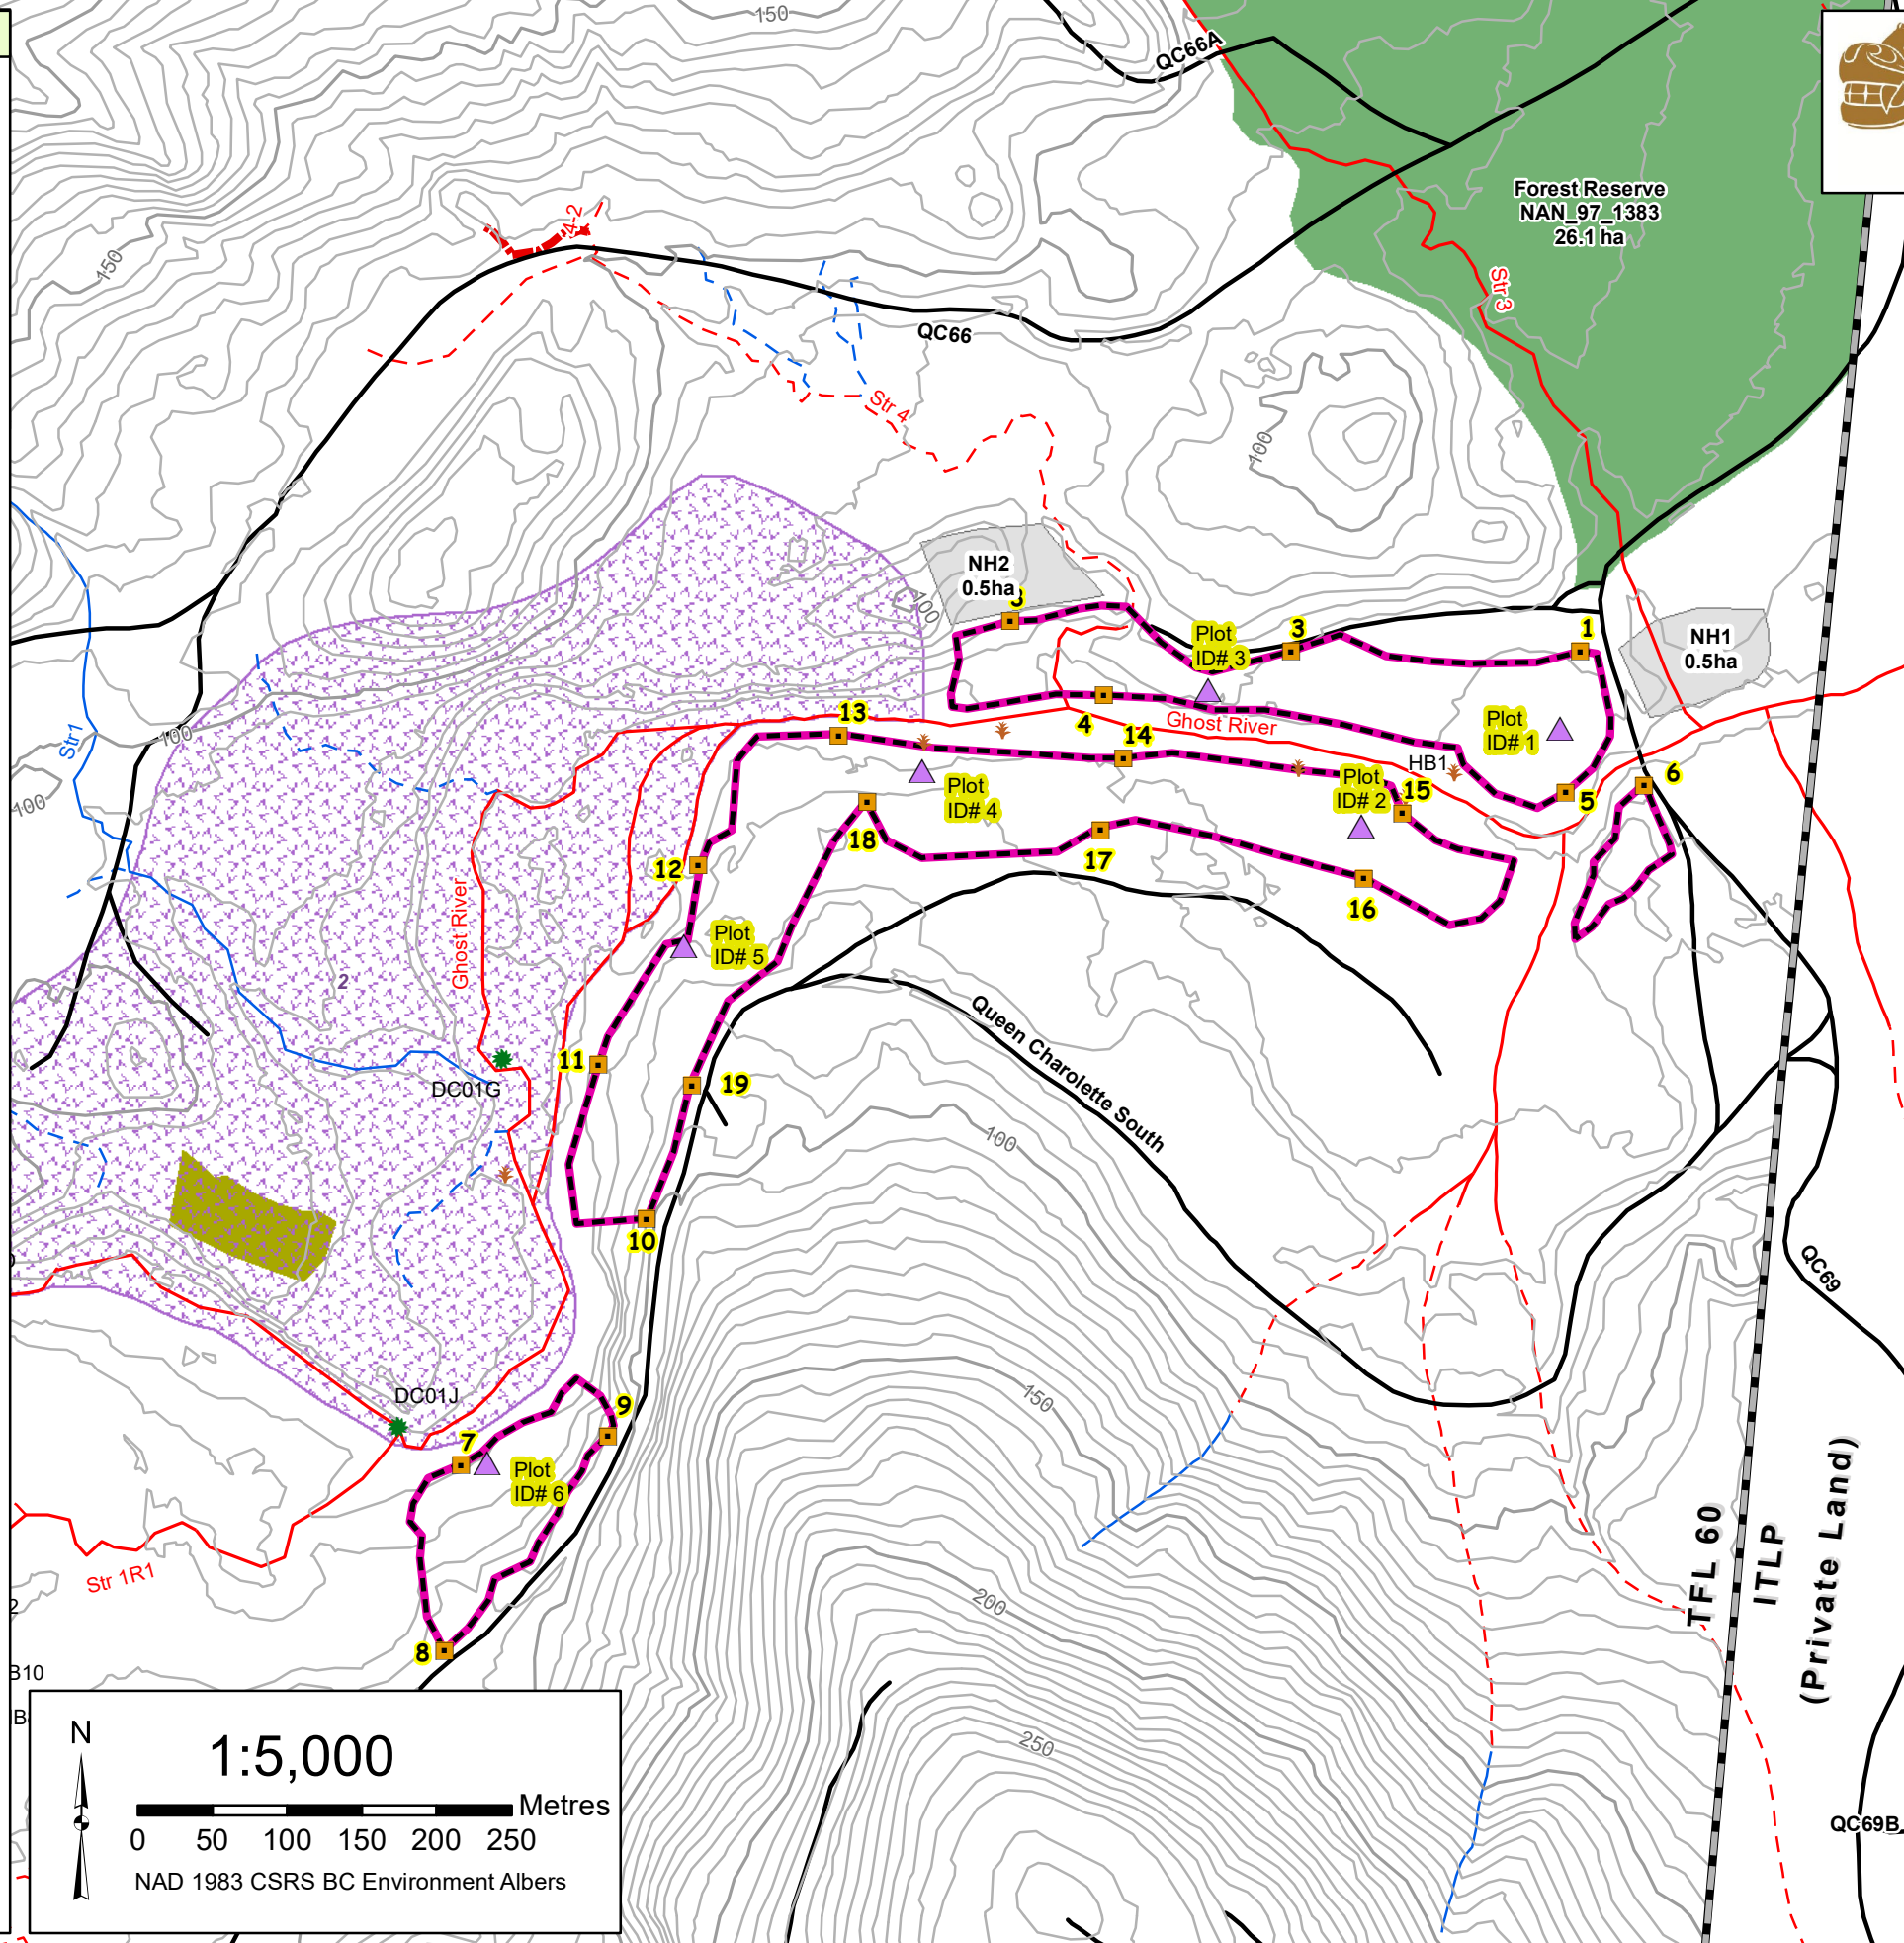 150
QC66A
Forest Reserve
NAN_97_1383
26.1 ha
4-2
150
Str 3
QC66
Str 4
100
NH2
0.5ha
3
100
Plot
ID# 3
3
1
NH1
0.5ha
Str1
100
13
4
14
Ghost River
Plot
ID# 1
HB1
Plot
ID# 2
15
5
6
100
Plot
ID# 4
18
17
16
12
Plot
ID# 5
Ghost River
2
Queen Charolette South
11
19
DC01G
100
10
QC69
DC01J
150
9
7
Plot
ID# 6
TFL 60
ITLP
(Private Land)
Str 1R1
200
2
8
B10
IB
250
QC69B
N
1:5,000
Metres
0 50 100 150 200 250
NAD 1983 CSRS BC Environment Albers